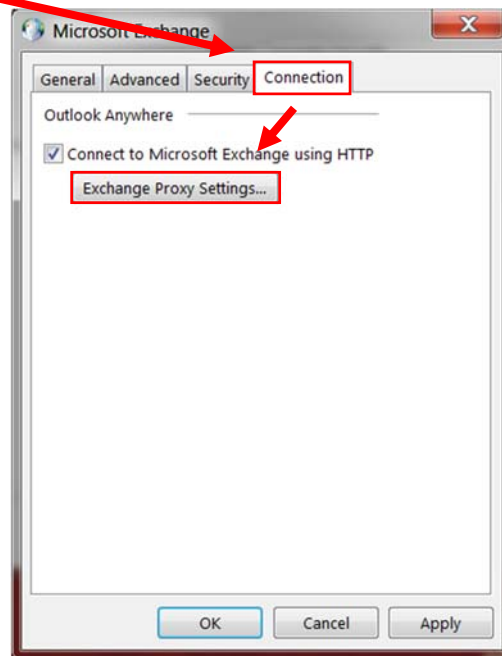 Microsoft Exchange
General Advanced Security Connection
Outlook Anywhere
Connect to Microsoft Exchange using HTTP
Exchange Proxy Settings...
OK Cancel Apply